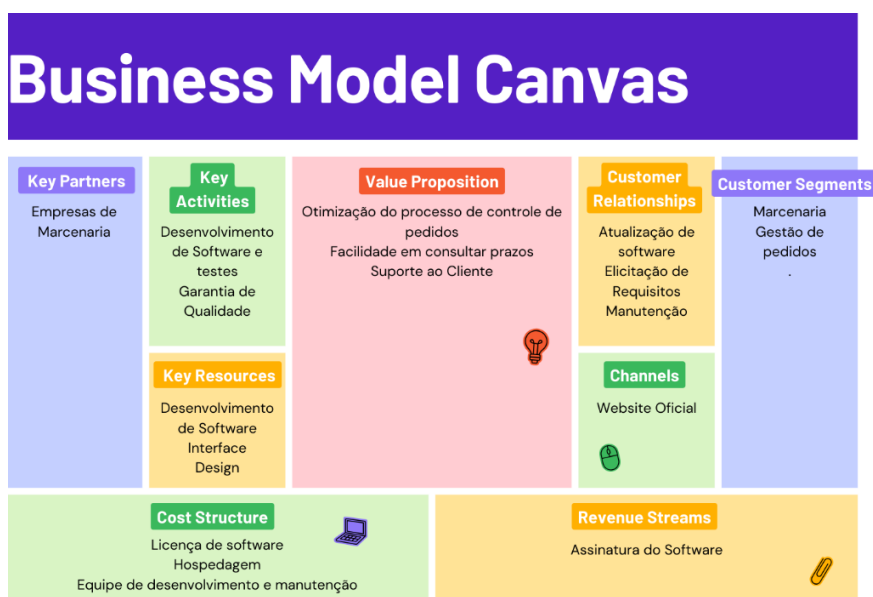 Business Model Canvas
Key Partners
Empresas de
Marcenaria
Key
Activities
Desenvolvimento
de Software e
testes
Garantia de
Qualidade
Key Resources
Desenvolvimento
de Software
Interface
Design
Value Proposition
Otimização do processo de controle de
pedidos
Facilidade em consultar prazos
Suporte ao Cliente
Customer
Relationships
Atualização de
software
Elicitação de
Requisitos
Manutenção
Channels
Website Oficial
Customer Segments
Marcenaria
Gestão de
pedidos
.
Cost Structure
Licença de software
Hospedagem
Equipe de desenvolvimento e manutenção
Revenue Streams
Assinatura do Software